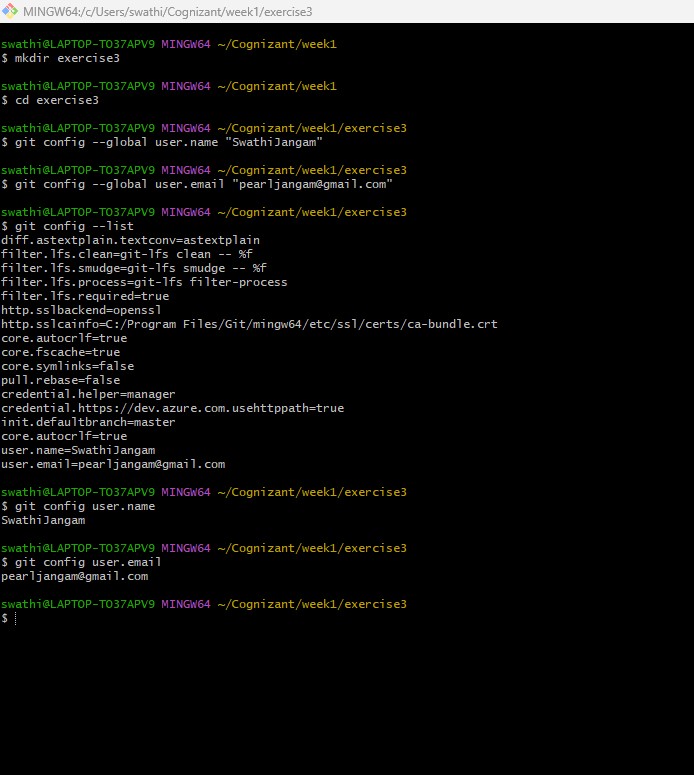 MINGW64:/c/Users/swathi/Cognizant/week1/exercise3
swathi@LAPTOP-TO37APV9 MINGW64 ~/Cognizant/week1
$ mkdir exercise3
swathi@LAPTOP-TO37APV9 MINGW64 ~/Cognizant/week1
$ cd exercise3
swathi@LAPTOP-TO37APV9 MINGW64 ~/Cognizant/week1/exercise3
$ git config --global user.name "SwathiJangam"
swathi@LAPTOP-TO37APV9 MINGW64 ~/Cognizant/week1/exercise3
$ git config --global user.email "pearljangam@gmail.com"
swathi@LAPTOP-TO37APV9 MINGW64 ~/Cognizant/week1/exercise3
$ git config --list
diff.astextplain.textconv=astextplain
filter.lfs.clean=git-lfs clean -- %f
filter.lfs.smudge=git-lfs smudge -- %f
filter.lfs.process=git-lfs filter-process
filter.lfs.required=true
http.sslbackend=openssl
http.sslcainfo=C:/Program Files/Git/mingw64/etc/ssl/certs/ca-bundle.crt
core.autocrlf=true
core.fscache=true
core.symlinks=false
pull.rebase=false
credential.helper=manager
credential.https://dev.azure.com.usehttppath=true
init.defaultbranch=master
core.autocrlf=true
user.name=SwathiJangam
user.email=pearljangam@gmail.com
swathi@LAPTOP-TO37APV9 MINGW64 ~/Cognizant/week1/exercise3
$ git config user.name
SwathiJangam
swathi@LAPTOP-TO37APV9 MINGW64 ~/Cognizant/week1/exercise3
$ git config user.email
pearljangam@gmail.com
swathi@LAPTOP-TO37APV9 MINGW64 ~/Cognizant/week1/exercise3
$